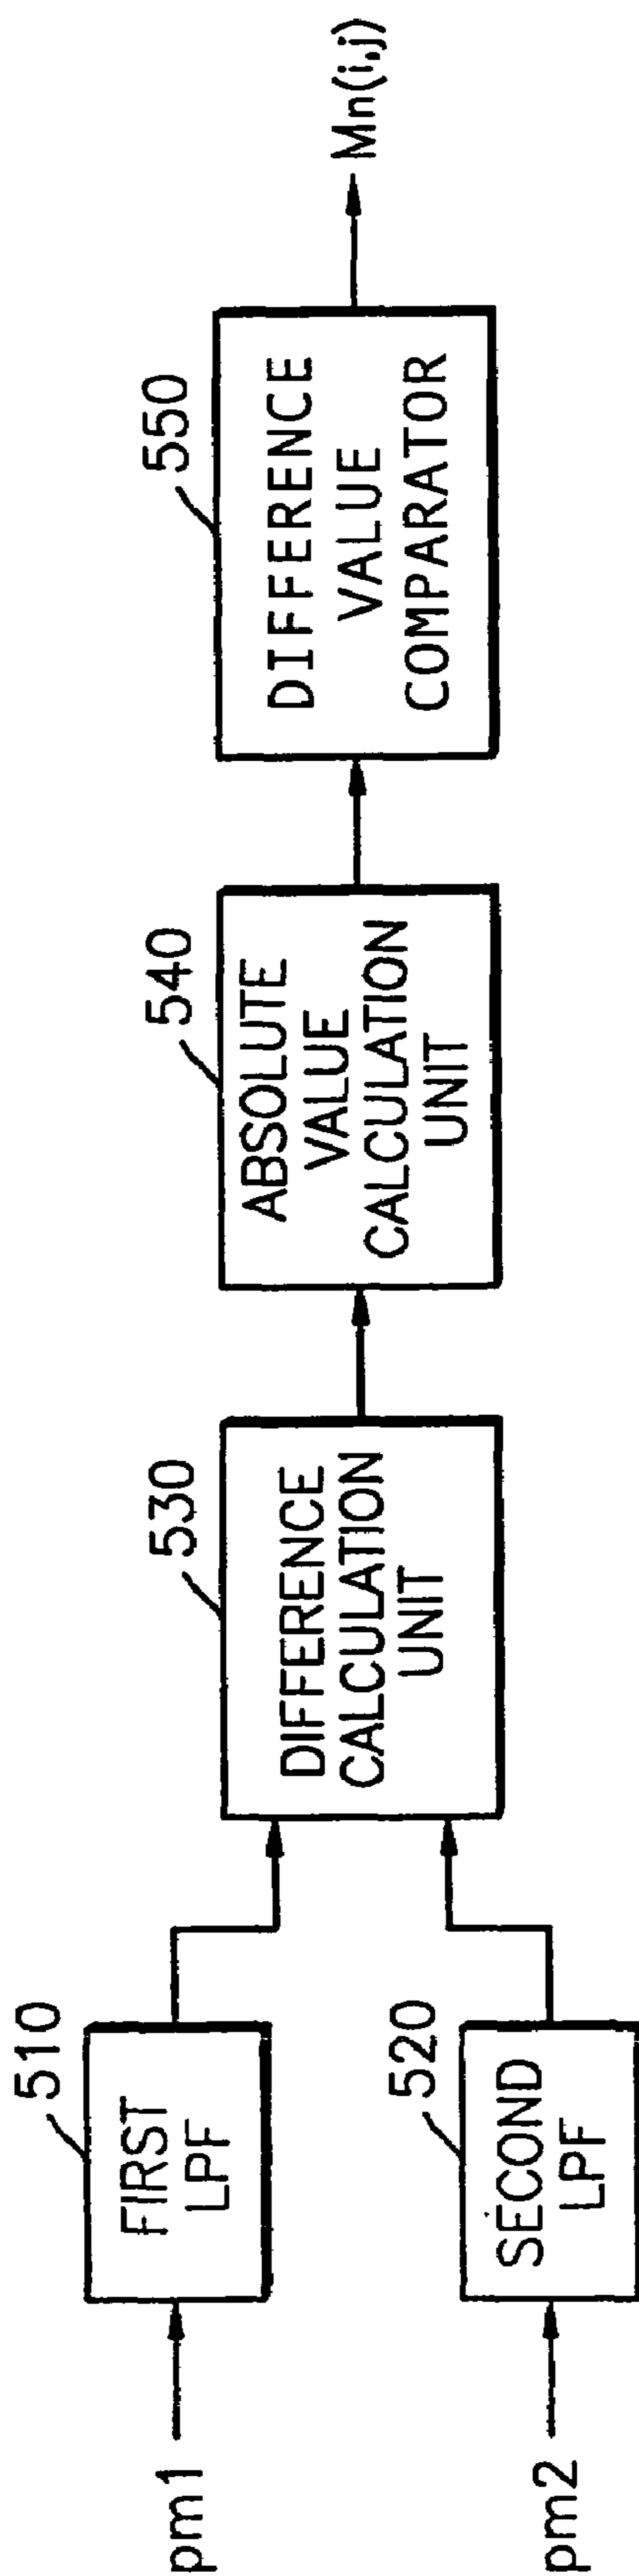 pm1
510
FIRST
LPF
pm2
520
SECOND
LPF
530
DIFFERENCE
CALCULATION
UNIT
540
ABSOLUTE
VALUE
CALCULATION
UNIT
550
DIFFERENCE
VALUE
COMPARATOR
Mn(i,j)